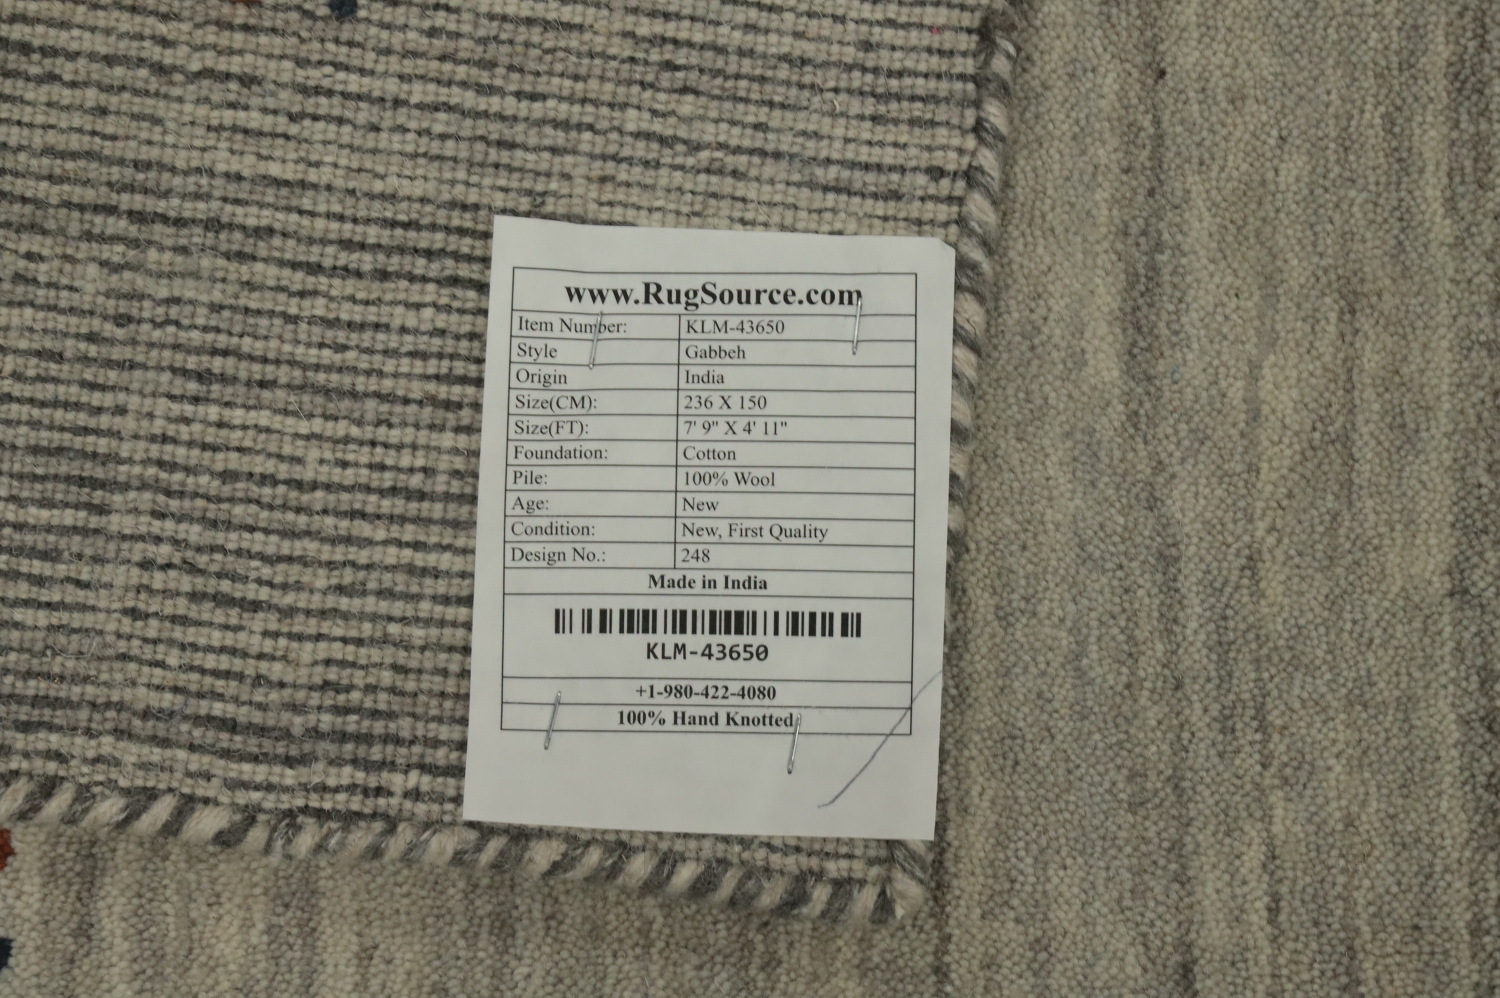 www.RugSource.com
Item Number: KLM-43650
Style Gabbeh
Origin India
Size(CM): 236 X 150
Size(FT): 7' 9" X 4' 11"
Foundation: Cotton
Pile: 100% Wool
Age: New
Condition: New, First Quality
Design No.: 248
Made in India
KLM-43650
+1-980-422-4080
100% Hand Knotted